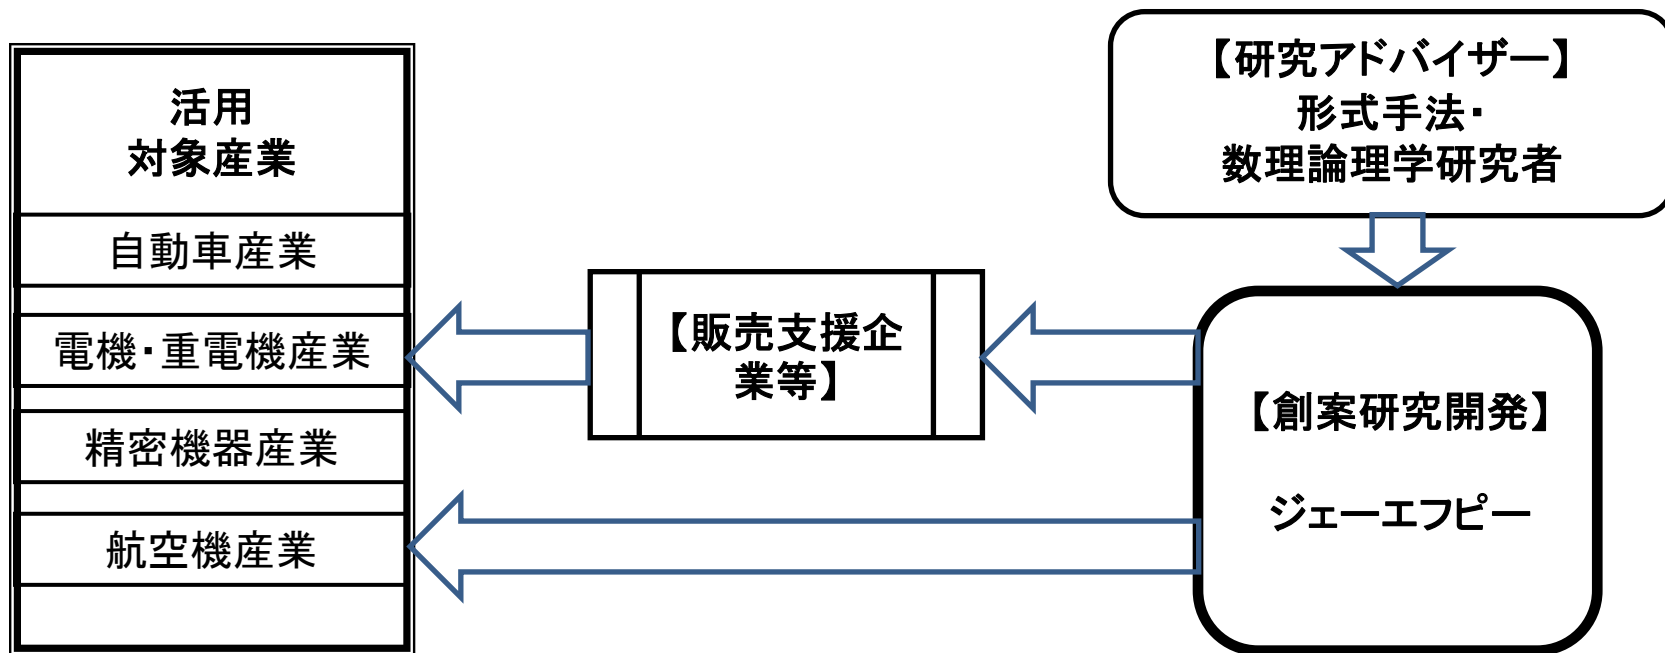 活用
対象産業
自動車産業
電機・重電機産業
精密機器産業
航空機産業
【販売支援企
業等】
【研究アドバイザー】
形式手法・
数理論理学研究者
【創案研究開発】
ジェーエフピー